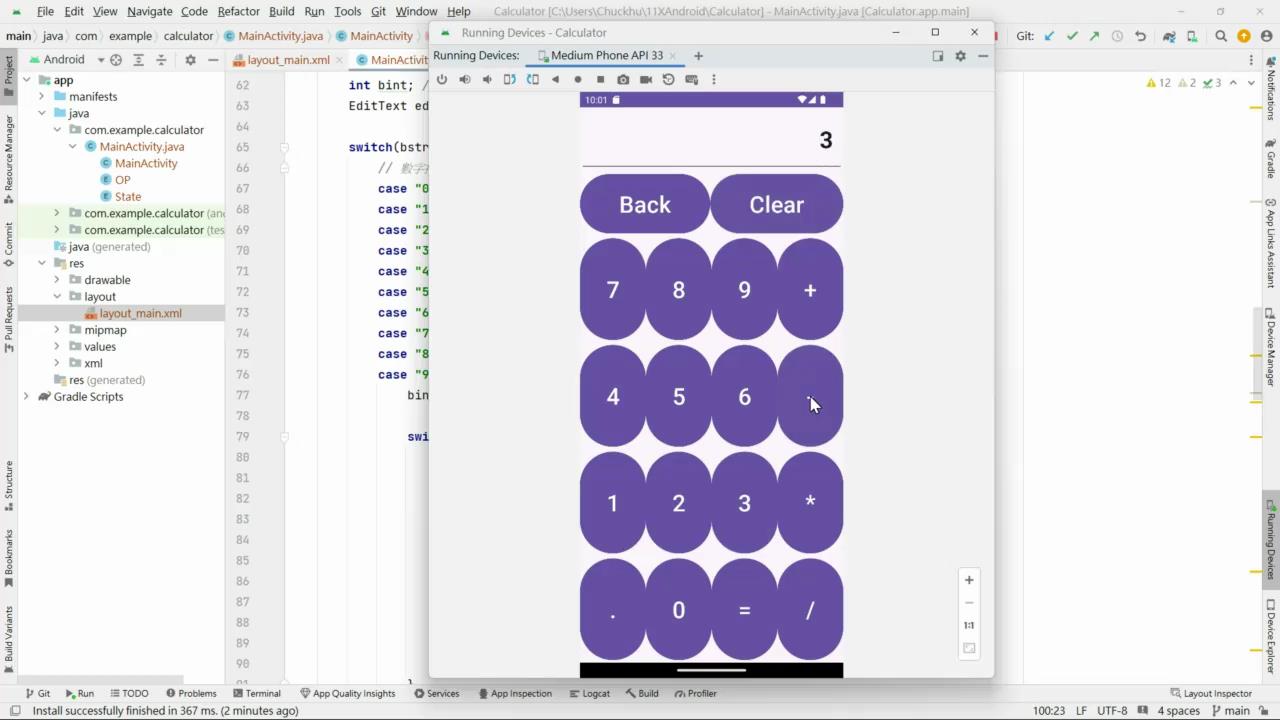 File Edit View Navigate Code Refactor Build Run Tools Git Window Help Calculator [C:\Users\Chuckhu\11XAndroid\Calculator] - MainActivity.java [Calculator.app.main]
main java com example calculator MainActivity.java MainActivity
Git:
Running Devices - Calculator
Running Devices: Medium Phone API 33
Android
layout_main.xml MainActivity
12 2 3
app
manifests
java
com.example.calculator
MainActivity.java
MainActivity
OP
State
com.example.calculator (an
com.example.calculator (tes
java (generated)
res
drawable
layout
layout_main.xml
mipmap
values
xml
res (generated)
Gradle Scripts
62 int bint; /
63 EditText ed
64
65 switch(bstr
66 // 數字
67 case "0
68 case "1
69 case "2
70 case "3
71 case "4
72 case "5
73 case "6
74 case "7
75 case "8
76 case "9
77 bin
78
79 swi
80
81
82
83
84
85
86
87
88
89
90
10:01
3
Back Clear
7 8 9 +
4 5 6
1 2 3 *
. 0 = /
+
−
1:1
Project
Resource Manager
Commit
Pull Requests
Structure
Bookmarks
Build Variants
Notifications
Gradle
App Links Assistant
Device Manager
Running Devices
Device Explorer
Git Run TODO Problems Terminal App Quality Insights Services App Inspection Logcat Build Profiler Layout Inspector
Install successfully finished in 367 ms. (2 minutes ago) 100:23 LF UTF-8 4 spaces main